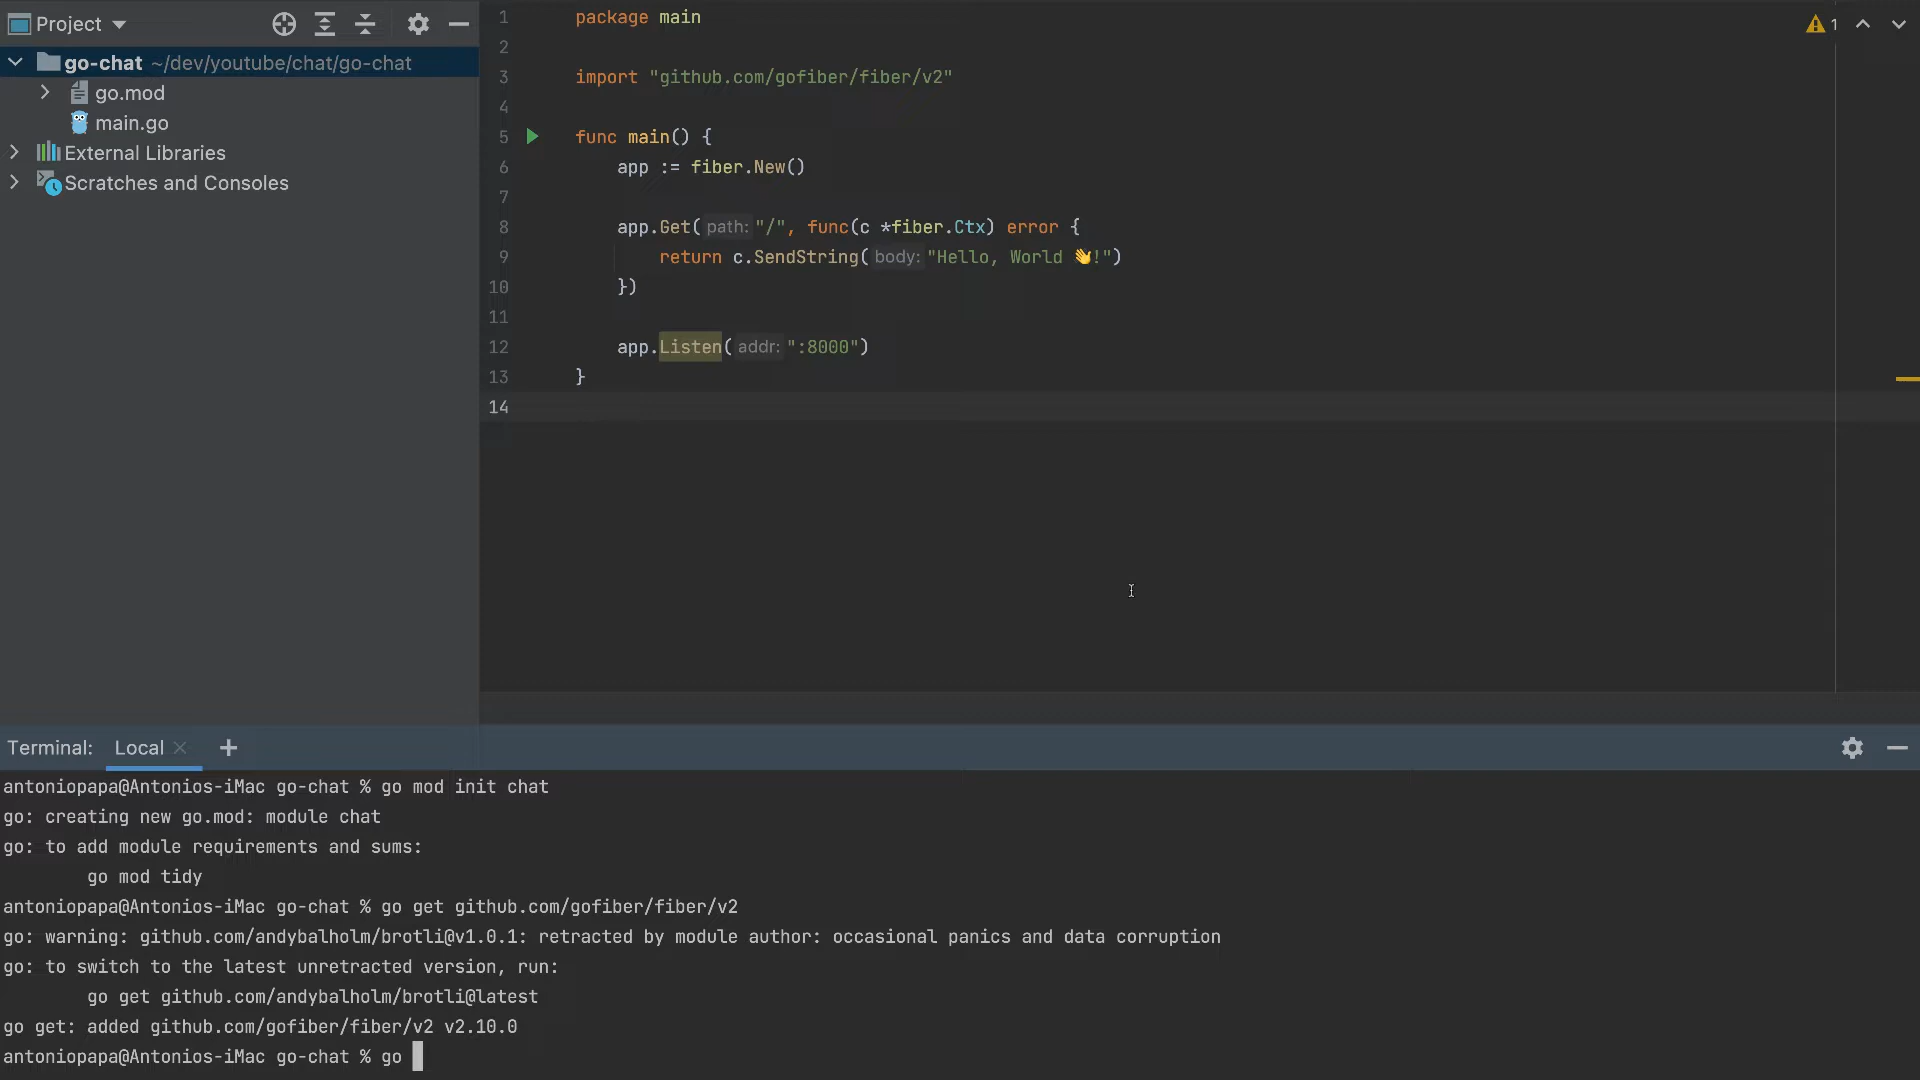 Project
go-chat ~/dev/youtube/chat/go-chat
go.mod
main.go
External Libraries
Scratches and Consoles
1 package main
2
3 import "github.com/gofiber/fiber/v2"
4
5 func main() {
6 app := fiber.New()
7
8 app.Get( path: "/", func(c *fiber.Ctx) error {
9 return c.SendString( body: "Hello, World 👋!")
10 })
11
12 app.Listen( addr: ":8000")
13 }
14
1
Terminal: Local +
antoniopapa@Antonios-iMac go-chat % go mod init chat
go: creating new go.mod: module chat
go: to add module requirements and sums:
go mod tidy
antoniopapa@Antonios-iMac go-chat % go get github.com/gofiber/fiber/v2
go: warning: github.com/andybalholm/brotli@v1.0.1: retracted by module author: occasional panics and data corruption
go: to switch to the latest unretracted version, run:
go get github.com/andybalholm/brotli@latest
go get: added github.com/gofiber/fiber/v2 v2.10.0
antoniopapa@Antonios-iMac go-chat % go